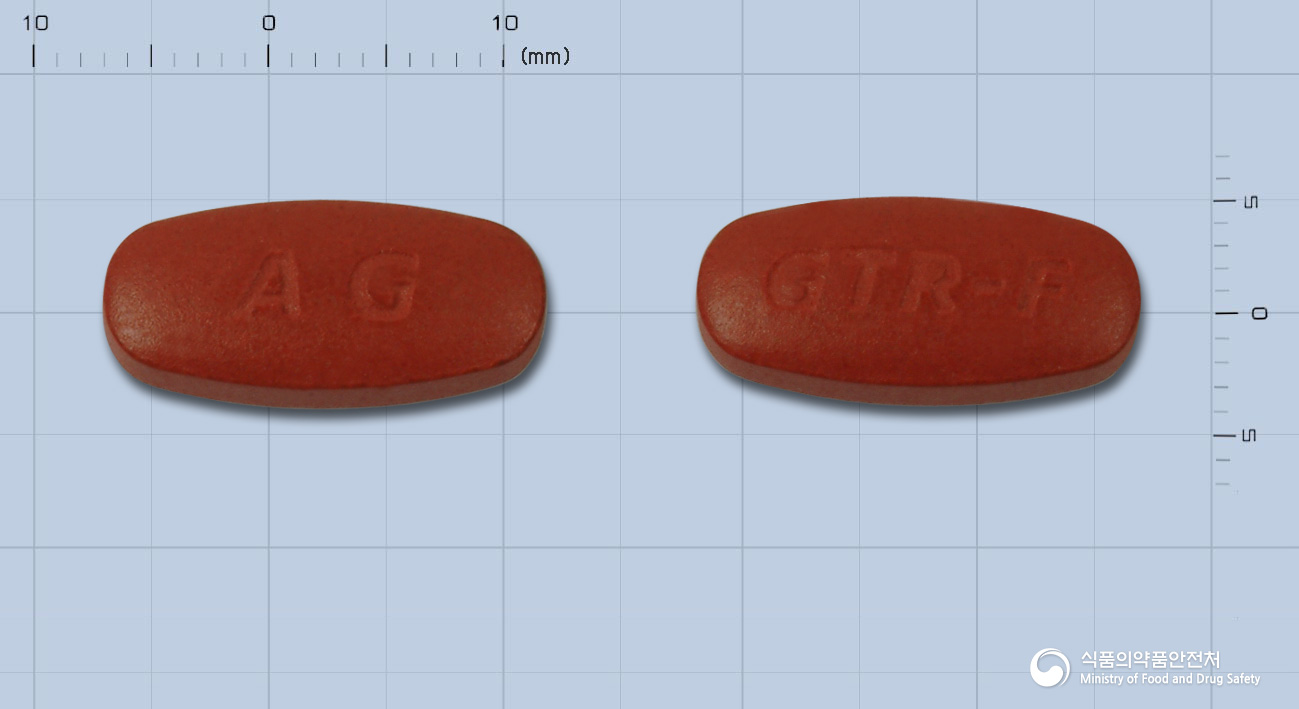 10 0 10
(mm)
AG
GTR-F
5
0
5
식품의약품안전처
Ministry of Food and Drug Safety